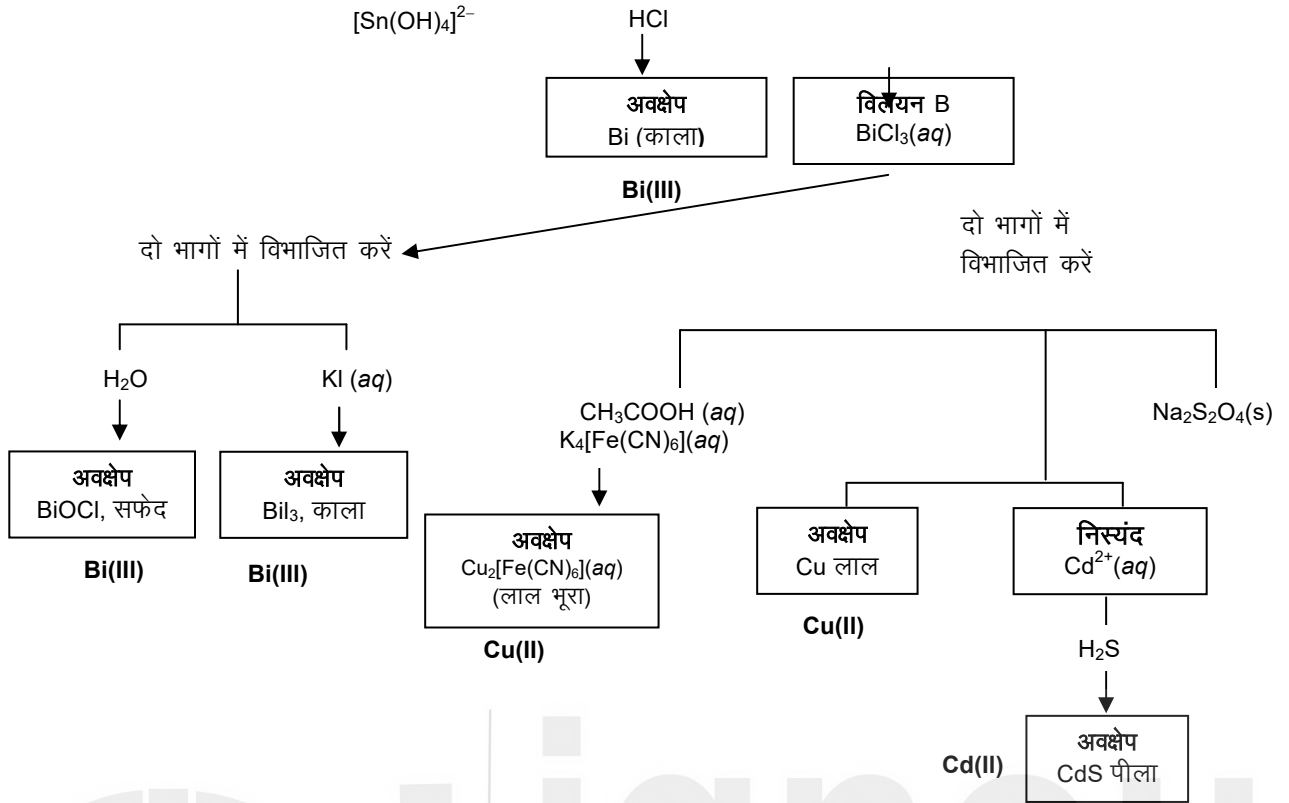 [Sn(OH)4]2−
HCl
अवक्षेप
Bi (काला)
विलयन B
BiCl3(aq)
Bi(III)
दो भागों में विभाजित करें
दो भागों में
विभाजित करें
H2O
KI (aq)
CH3COOH (aq)
K4[Fe(CN)6](aq)
Na2S2O4(s)
अवक्षेप
BiOCl, सफेद
अवक्षेप
BiI3, काला
अवक्षेप
Cu2[Fe(CN)6](aq)
(लाल भूरा)
अवक्षेप
Cu लाल
निस्यंद
Cd2+(aq)
Bi(III)
Bi(III)
Cu(II)
Cu(II)
H2S
अवक्षेप
CdS पीला
Cd(II)